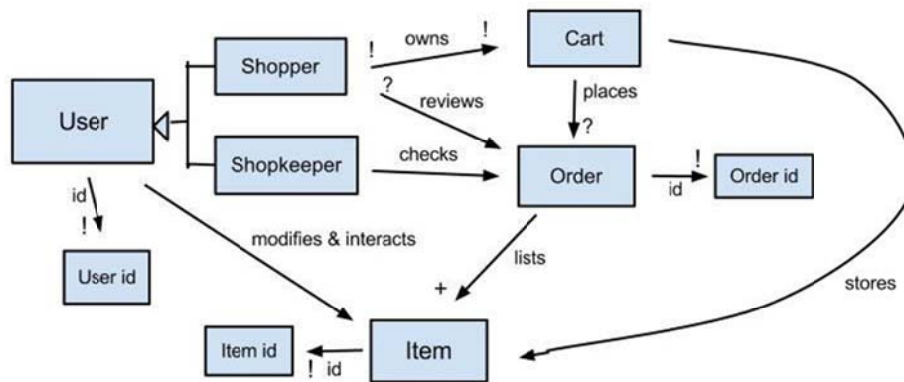 ! owns ! Cart
Shopper
User
? reviews places
?
Shopkeeper checks Order ! id Order id
id
!
modifies & interacts
lists
User id
+
stores
Item id ! id Item